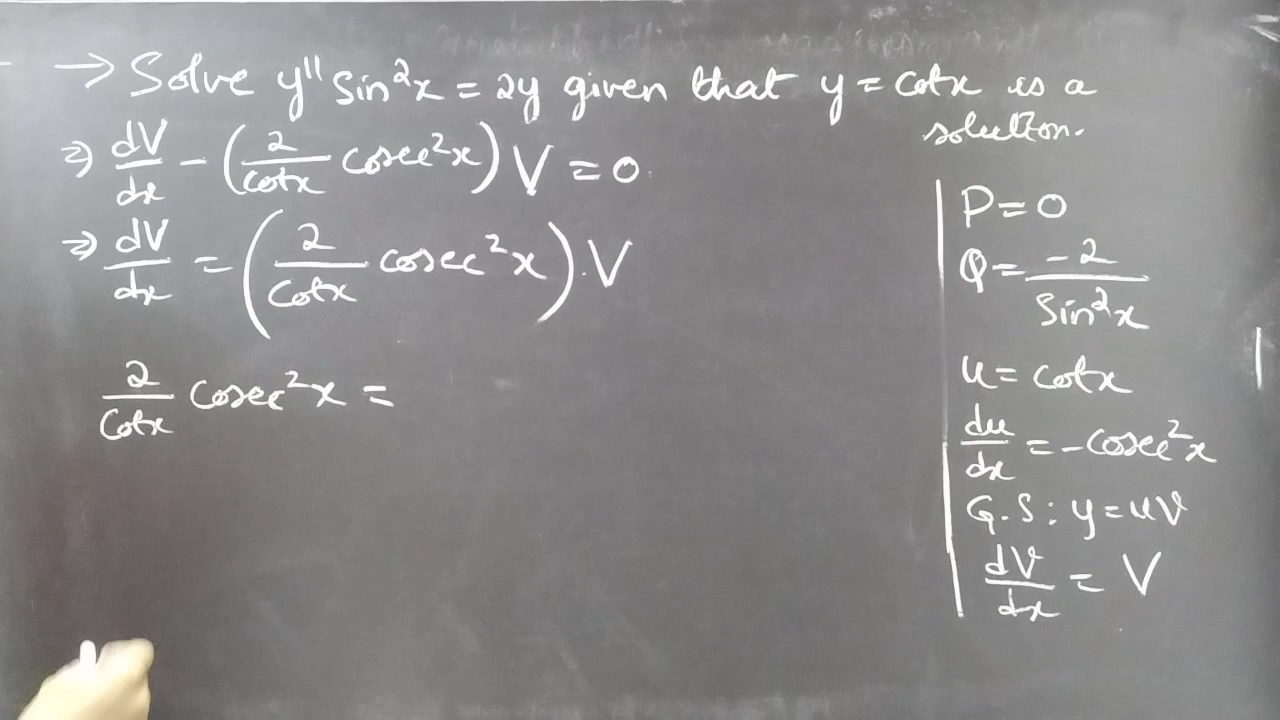 → Solve y'' Sin²x = 2y given that y = cotx is a
solution.
⇒ dV/dx - (2/cotx cosec²x) V = 0.
⇒ dV/dx = (2/cotx cosec²x).V
2/cotx cosec²x =
P = 0
Q = -2/Sin²x
u = cotx
du/dx = -cosec²x
G.S: y = uv
dv/dx = V